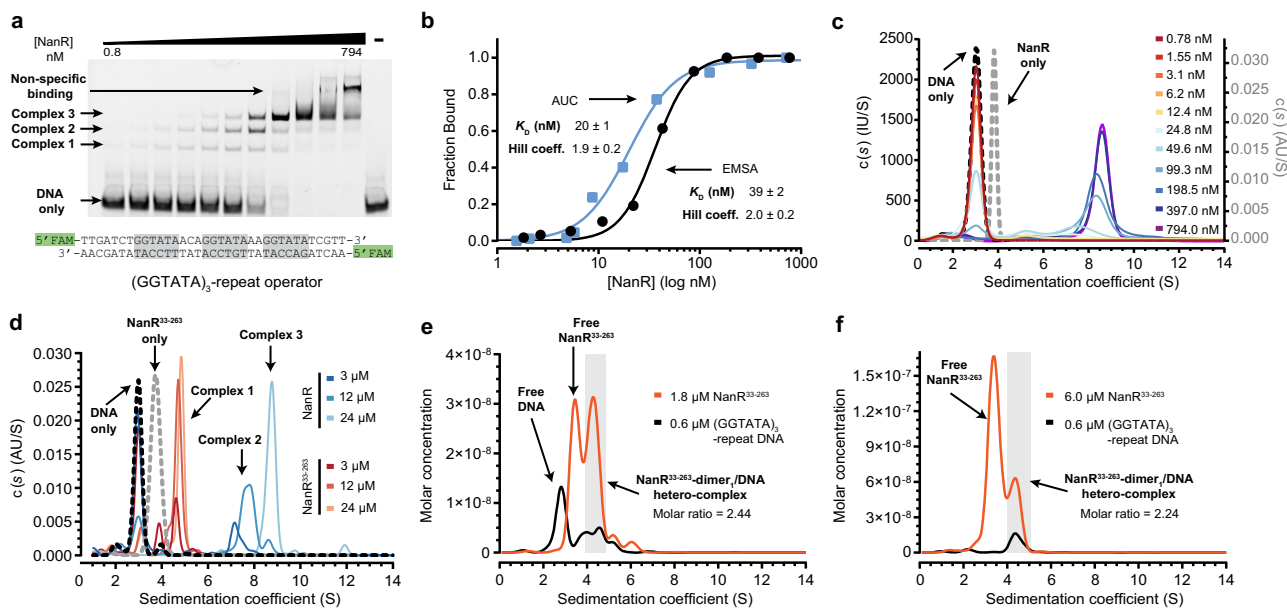 a
[NanR]
nM
0.8
794
–
Non-specific
binding
Complex 3
Complex 2
Complex 1
DNA
only
5’FAM–TTGATCTGGTATAACAGGTATAAAGGTATATCGTT–3’
3’–AACGATATACCTTTATACCTGTTATACCAGATCAA–5’FAM
(GGTATA)3-repeat operator
b
Fraction Bound
1.0
0.8
0.6
0.4
0.2
0.0
AUC
KD (nM) 20 ± 1
Hill coeff. 1.9 ± 0.2
EMSA
KD (nM) 39 ± 2
Hill coeff. 2.0 ± 0.2
1 10 100 1000
[NanR] (log nM)
c
c(s) (IU/S)
2500
2000
1500
1000
500
0
DNA
only
NanR
only
0.78 nM
1.55 nM
3.1 nM
6.2 nM
12.4 nM
24.8 nM
49.6 nM
99.3 nM
198.5 nM
397.0 nM
794.0 nM
0.030
0.025
0.020
0.015
0.010
0.005
0.000
c(s) (AU/S)
0 2 4 6 8 10 12 14
Sedimentation coefficient (S)
d
c(s) (AU/S)
0.030
0.025
0.020
0.015
0.010
0.005
0.000
NanR33-263
only
DNA
only
Complex 1
Complex 2
Complex 3
NanR
3 µM
12 µM
24 µM
NanR33-263
3 µM
12 µM
24 µM
0 2 4 6 8 10 12 14
Sedimentation coefficient (S)
e
Molar concentration
4×10-8
3×10-8
2×10-8
1×10-8
0
Free
NanR33-263
Free
DNA
1.8 µM NanR33-263
0.6 µM (GGTATA)3
-repeat DNA
NanR33-263-dimer1/DNA
hetero-complex
Molar ratio = 2.44
0 2 4 6 8 10 12 14
Sedimentation coefficient (S)
f
Molar concentration
1.5×10-7
1.2×10-7
9×10-8
6×10-8
3×10-8
0
Free
NanR33-263
6.0 µM NanR33-263
0.6 µM (GGTATA)3
-repeat DNA
NanR33-263-dimer1/DNA
hetero-complex
Molar ratio = 2.24
0 2 4 6 8 10 12 14
Sedimentation coefficient (S)